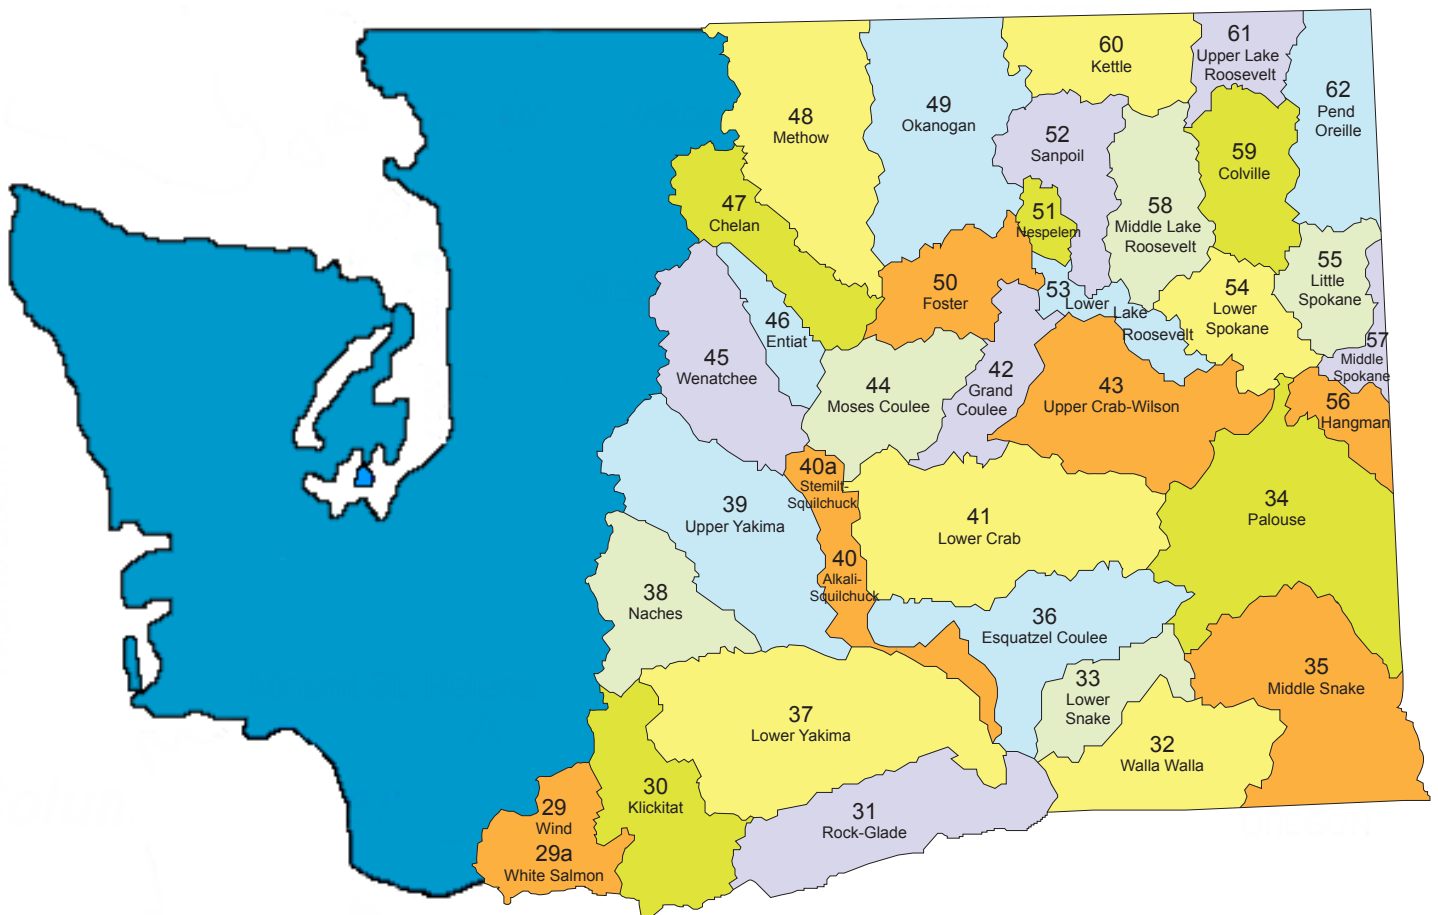 60
Kettle
61
Upper Lake
Roosevelt
62
Pend
Oreille
48
Methow
49
Okanogan
52
Sanpoil
59
Colville
47
Chelan
51
Nespelem
58
Middle Lake
Roosevelt
55
Little
Spokane
50
Foster
53
Lower
Lake
Roosevelt
54
Lower
Spokane
57
Middle
Spokane
46
Entiat
45
Wenatchee
44
Moses Coulee
42
Grand
Coulee
43
Upper Crab-Wilson
56
Hangman
40a
Stemilt-
Squilchuck
39
Upper Yakima
41
Lower Crab
34
Palouse
40
Alkali-
Squilchuck
38
Naches
36
Esquatzel Coulee
33
Lower
Snake
35
Middle Snake
37
Lower Yakima
32
Walla Walla
30
Klickitat
31
Rock-Glade
29
Wind
29a
White Salmon